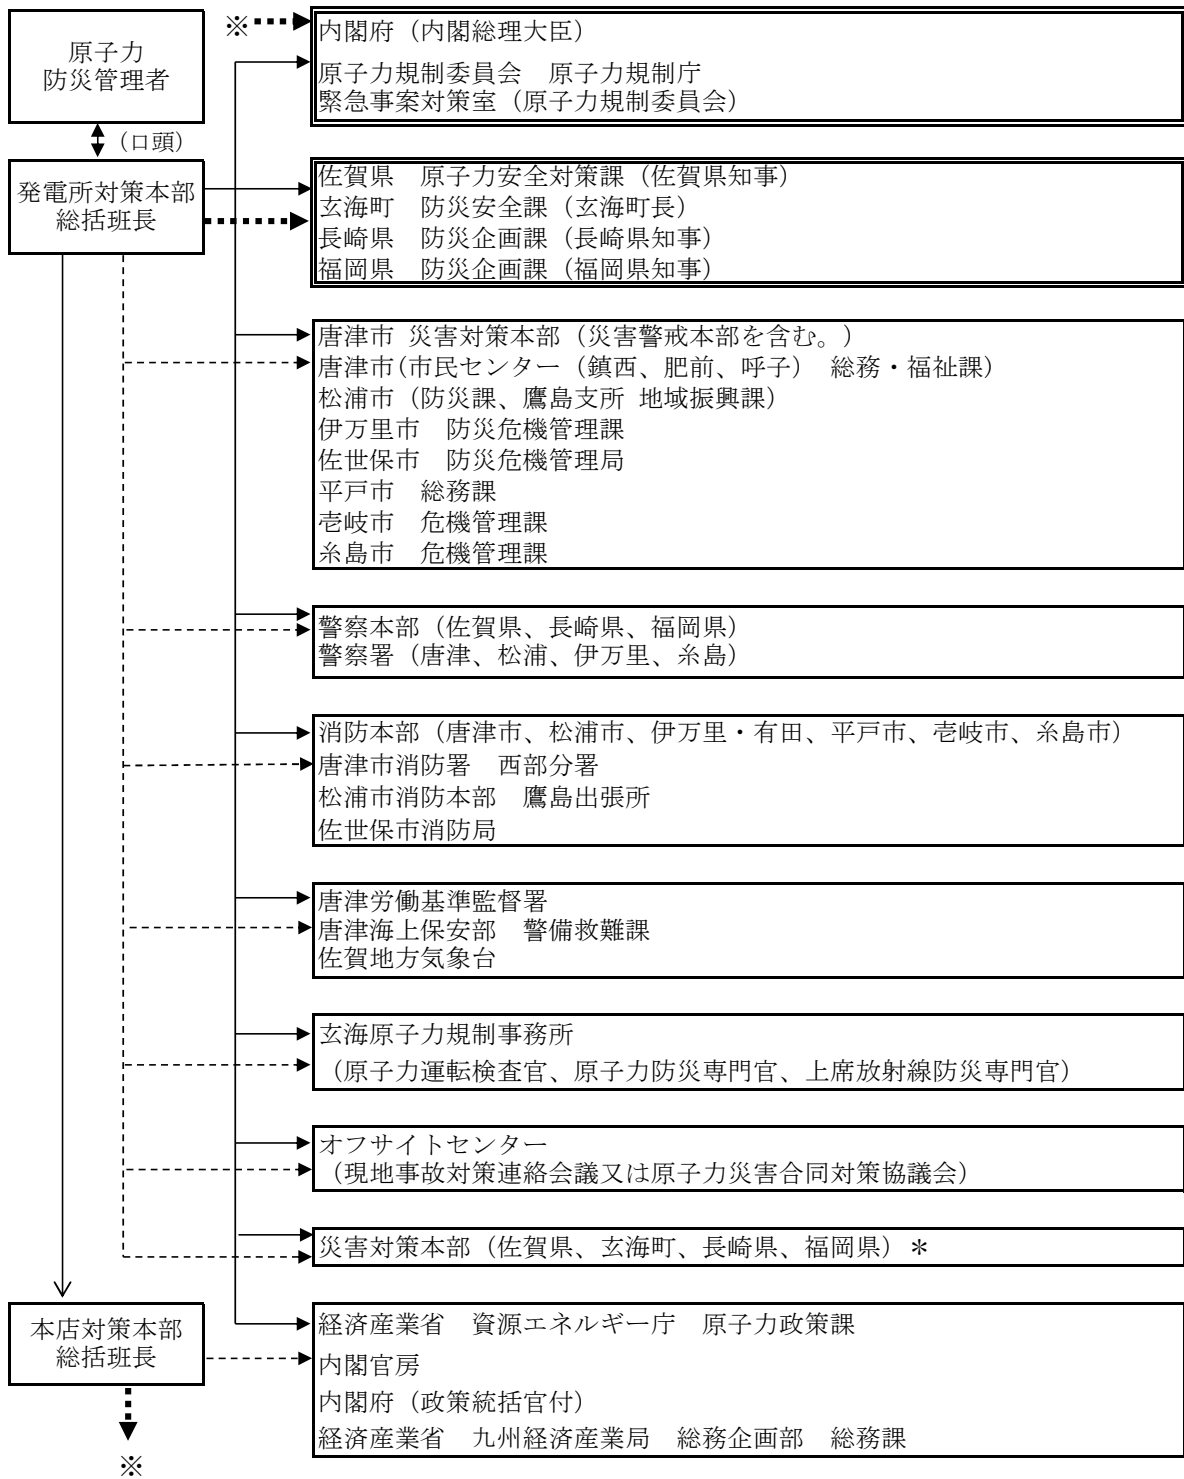 原子力
防災管理者
(口頭)
発電所対策本部
総括班長
※
内閣府（内閣総理大臣）
原子力規制委員会　原子力規制庁
緊急事案対策室（原子力規制委員会）
佐賀県　原子力安全対策課（佐賀県知事）
玄海町　防災安全課（玄海町長）
長崎県　防災企画課（長崎県知事）
福岡県　防災企画課（福岡県知事）
唐津市 災害対策本部（災害警戒本部を含む。）
唐津市(市民センター（鎮西、肥前、呼子）　総務・福祉課)
松浦市（防災課、鷹島支所 地域振興課）
伊万里市　防災危機管理課
佐世保市　防災危機管理局
平戸市　総務課
壱岐市　危機管理課
糸島市　危機管理課
警察本部（佐賀県、長崎県、福岡県）
警察署（唐津、松浦、伊万里、糸島）
消防本部（唐津市、松浦市、伊万里・有田、平戸市、壱岐市、糸島市）
唐津市消防署　西部分署
松浦市消防本部　鷹島出張所
佐世保市消防局
唐津労働基準監督署
唐津海上保安部　警備救難課
佐賀地方気象台
玄海原子力規制事務所
（原子力運転検査官、原子力防災専門官、上席放射線防災専門官）
オフサイトセンター
（現地事故対策連絡会議又は原子力災害合同対策協議会）
災害対策本部（佐賀県、玄海町、長崎県、福岡県）＊
本店対策本部
総括班長
※
経済産業省　資源エネルギー庁　原子力政策課
内閣官房
内閣府（政策統括官付）
経済産業省　九州経済産業局　総務企画部　総務課